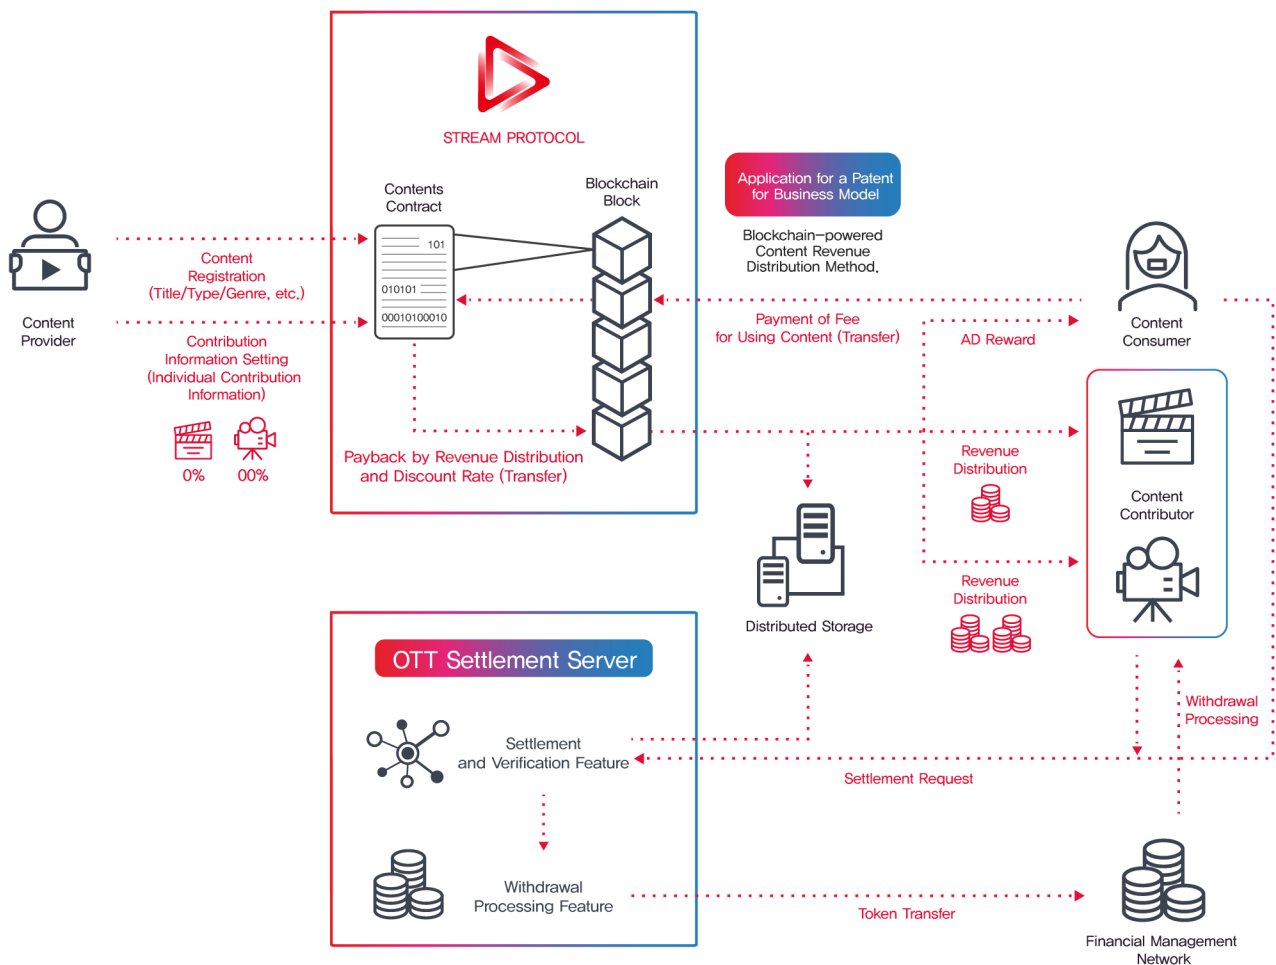 STREAM PROTOCOL
Contents
Contract
Blockchain
Block
101
010101
00010100010
Application for a Patent
for Business Model
Blockchain-powered
Content Revenue
Distribution Method.
Content
Provider
Content
Registration
(Title/Type/Genre, etc.)
Contribution
Information Setting
(Individual Contribution
Information)
0%
00%
Payback by Revenue Distribution
and Discount Rate (Transfer)
Payment of Fee
for Using Content (Transfer)
AD Reward
Content
Consumer
Revenue
Distribution
Content
Contributor
Revenue
Distribution
Distributed Storage
OTT Settlement Server
Settlement
and Verification Feature
Withdrawal
Processing
Settlement Request
Withdrawal
Processing Feature
Token Transfer
Financial Management
Network